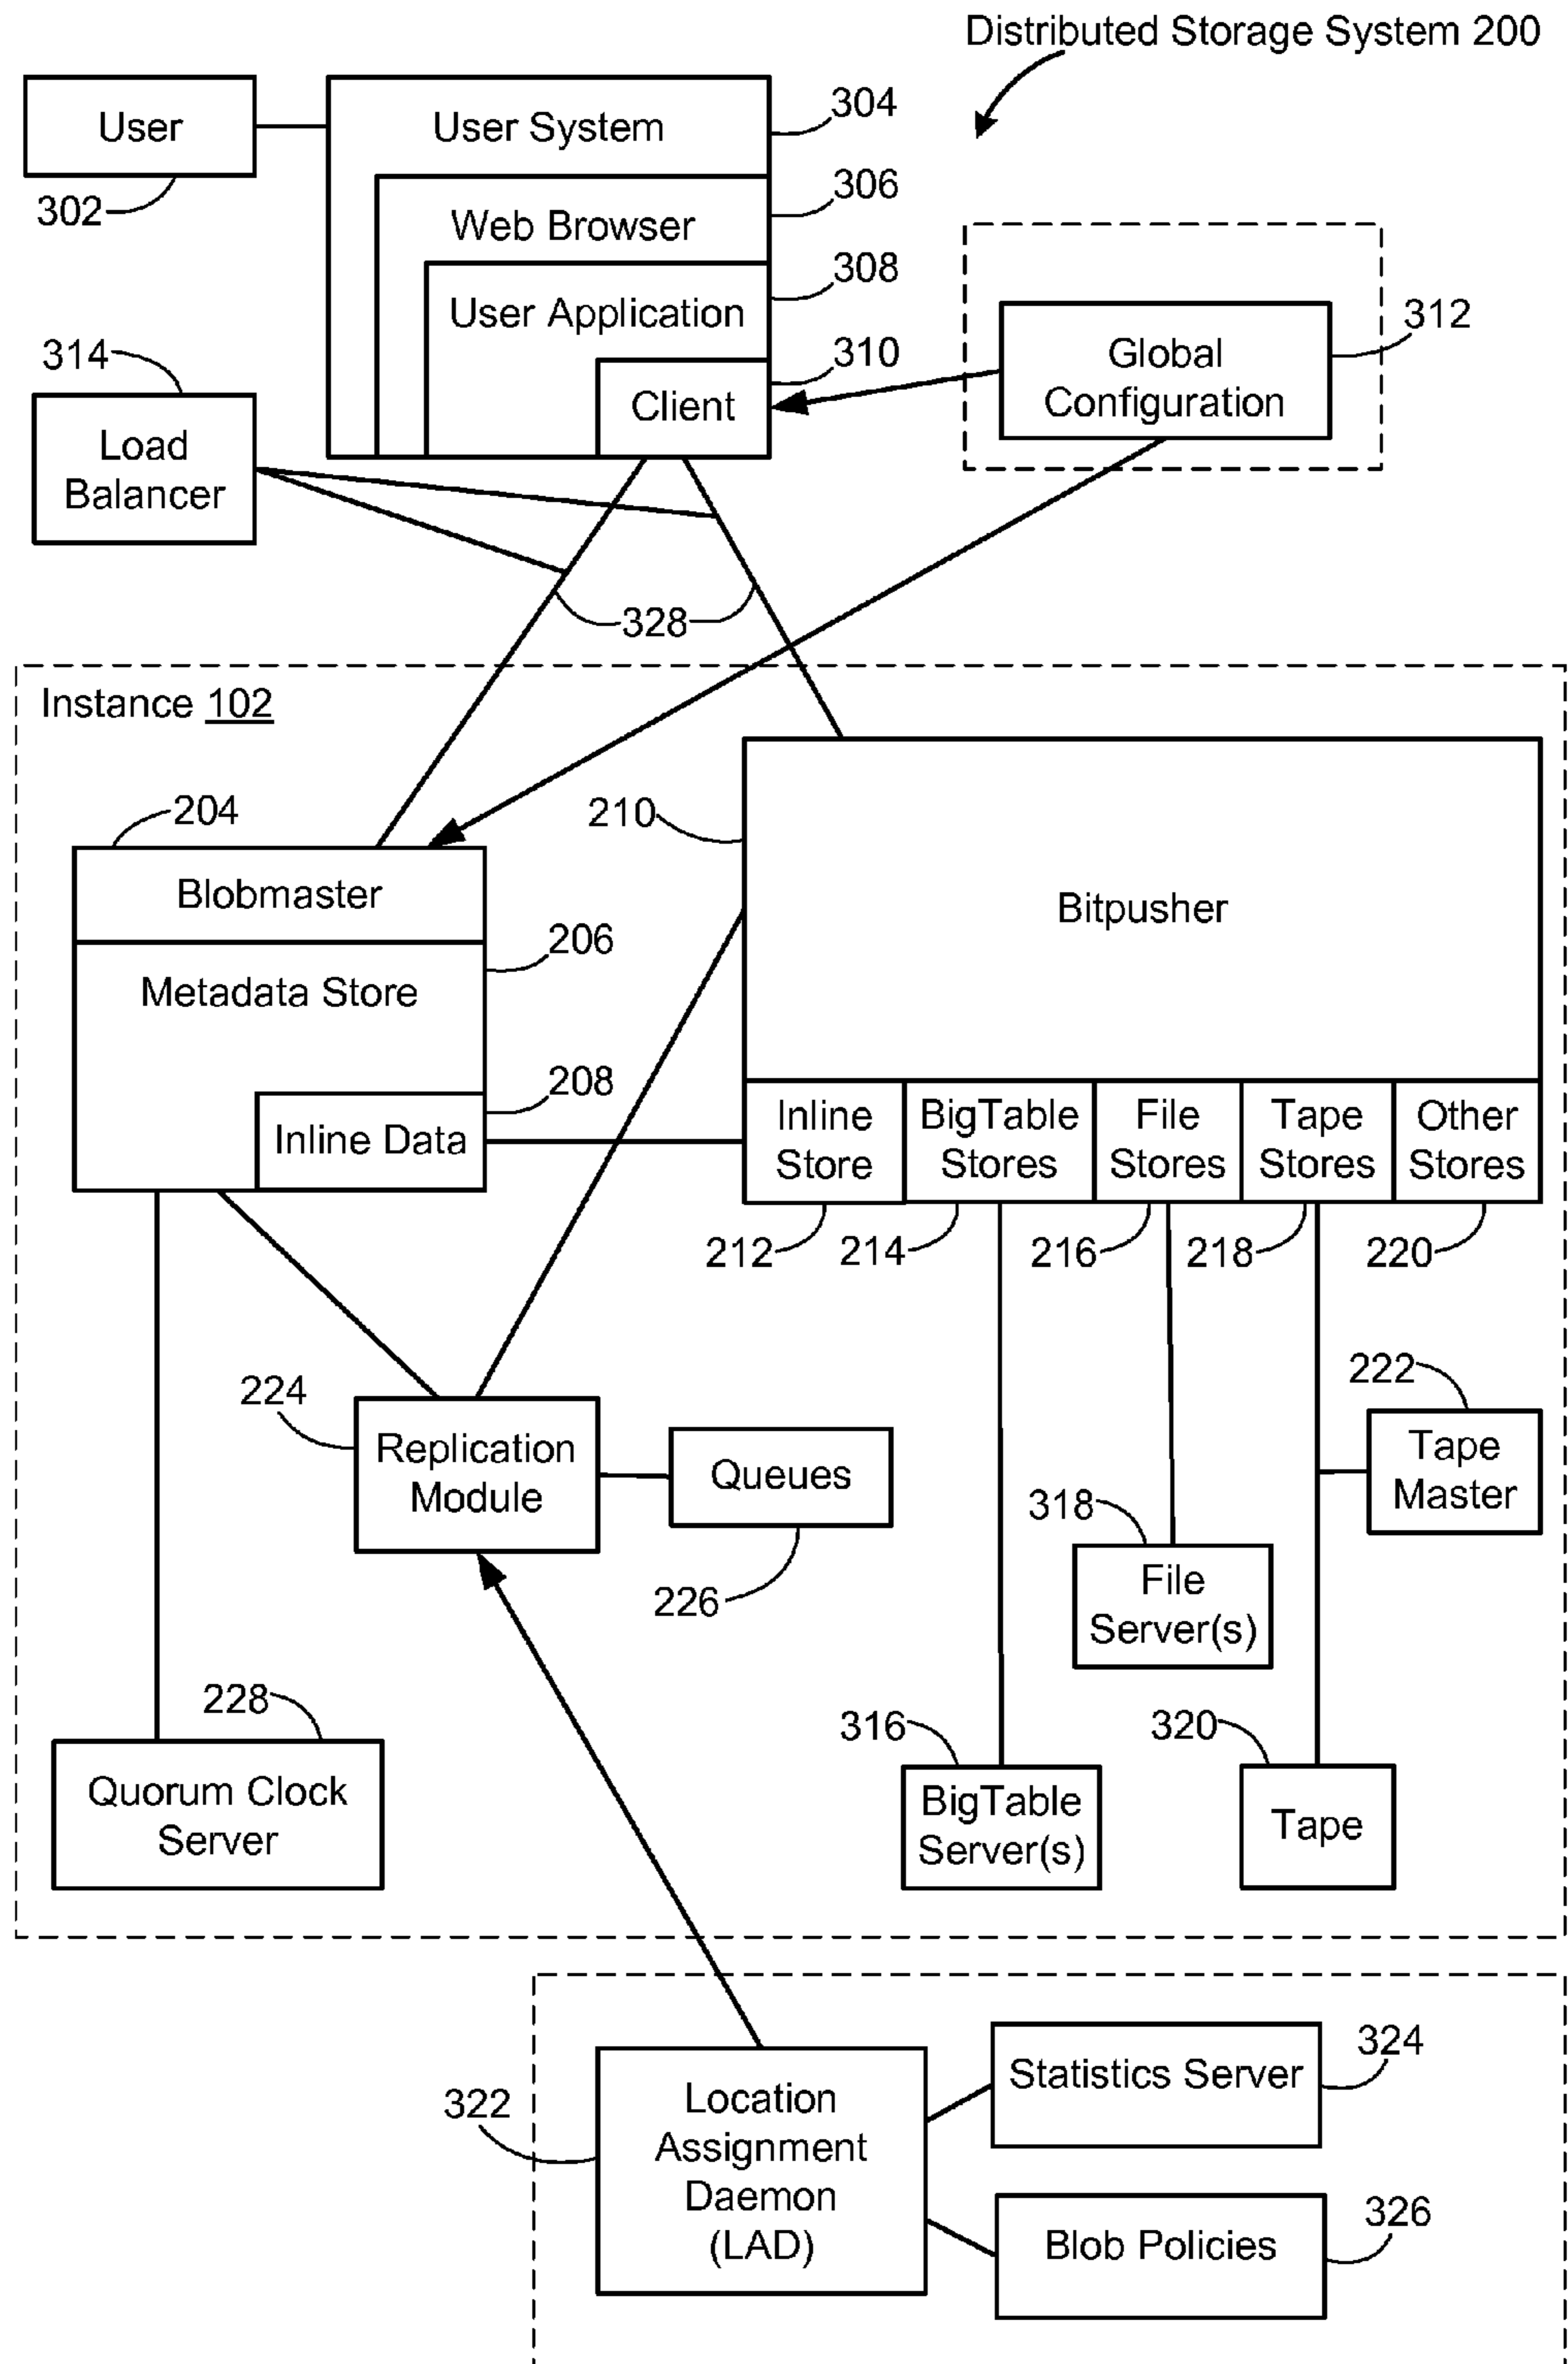 Distributed Storage System 200
User
302
User System
304
Web Browser
306
User Application
308
Client
310
Global
Configuration
312
314
Load
Balancer
328
Instance 102
204
Blobmaster
206
Metadata Store
208
Inline Data
210
Bitpusher
Inline
Store
BigTable
Stores
File
Stores
Tape
Stores
Other
Stores
212
214
216
218
220
224
Replication
Module
Queues
226
222
Tape
Master
318
File
Server(s)
228
Quorum Clock
Server
316
BigTable
Server(s)
320
Tape
322
Location
Assignment
Daemon
(LAD)
Statistics Server
324
Blob Policies
326